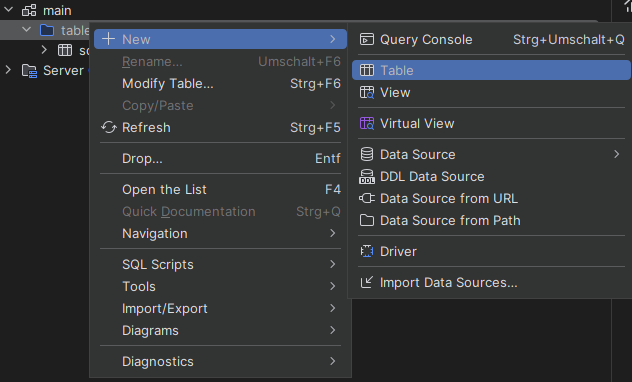 main
New
Rename... Umschalt+F6
Modify Table... Strg+F6
Copy/Paste
Refresh Strg+F5
Drop... Entf
Open the List F4
Quick Documentation Strg+Q
Navigation
SQL Scripts
Tools
Import/Export
Diagrams
Diagnostics
Server
Query Console Strg+Umschalt+Q
Table
View
Virtual View
Data Source
DDL Data Source
Data Source from URL
Data Source from Path
Driver
Import Data Sources...